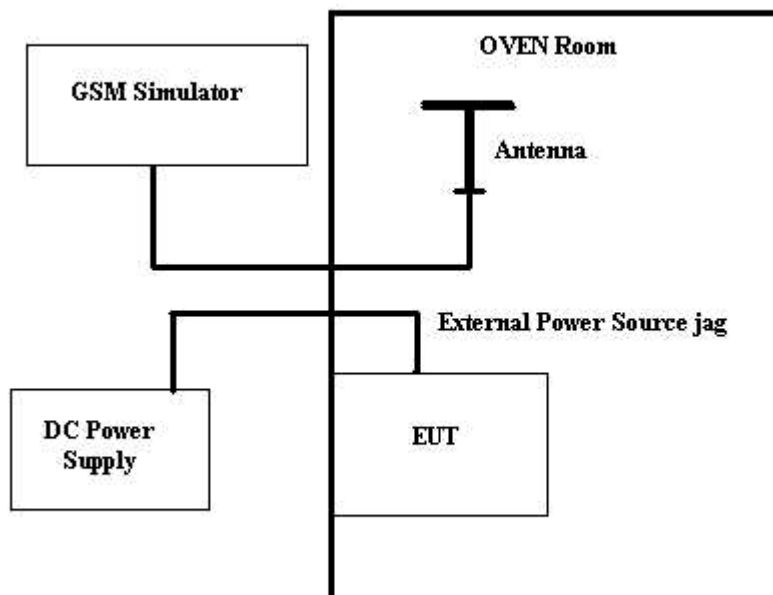 OVEN Room
GSM Simulator
Antenna
External Power Source jag
DC Power
Supply
EUT